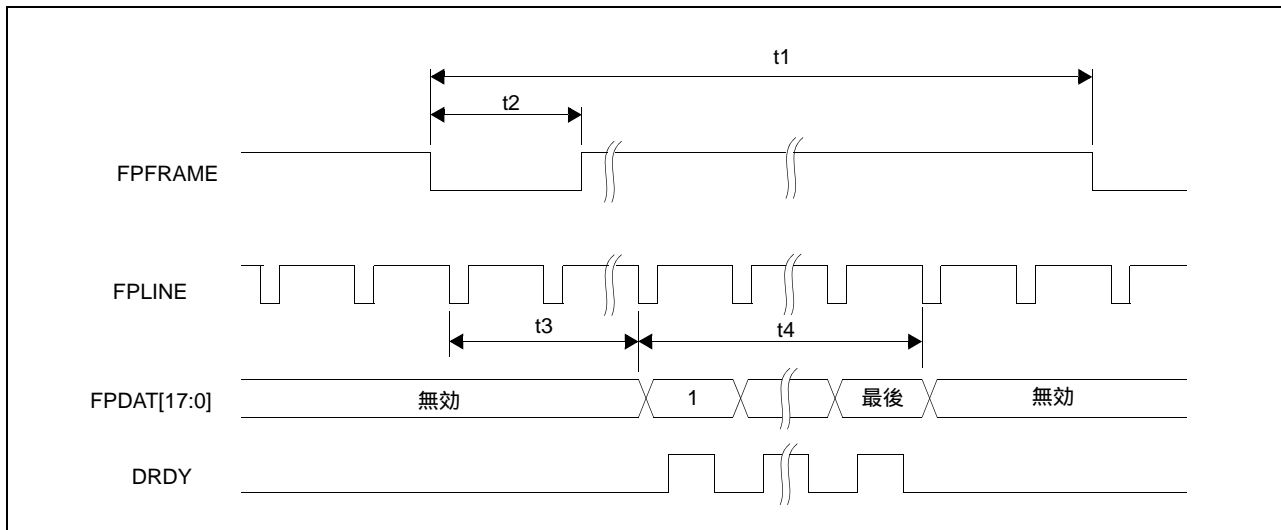 t1
t2
FPFRAME
FPLINE
t3
t4
FPDAT[17:0]
無効
1
最後
無効
DRDY